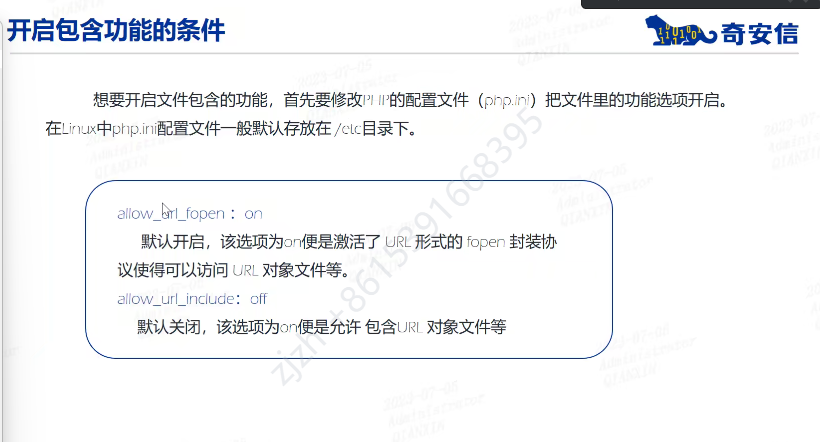 开启包含功能的条件
奇安信
想要开启文件包含的功能，首先要修改PHP的配置文件（php.ini）把文件里的功能选项开启。
在Linux中php.ini配置文件一般默认存放在 /etc目录下。
allow_url_fopen ：on
默认开启，该选项为on便是激活了 URL 形式的 fopen 封装协
议使得可以访问 URL 对象文件等。
allow_url_include：off
默认关闭，该选项为on便是允许 包含URL 对象文件等